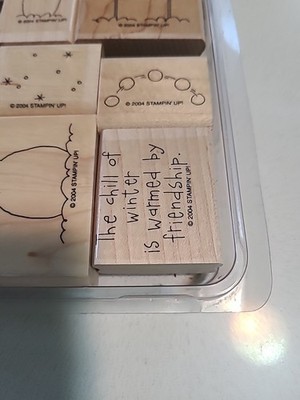 © 2004 STAMPIN' UP!
© 2004 STAMPIN' UP!
© 2004 STAMPIN' UP!
The chill of
winter
is warmed by
friendship.
© 2004 STAMPIN' UP!